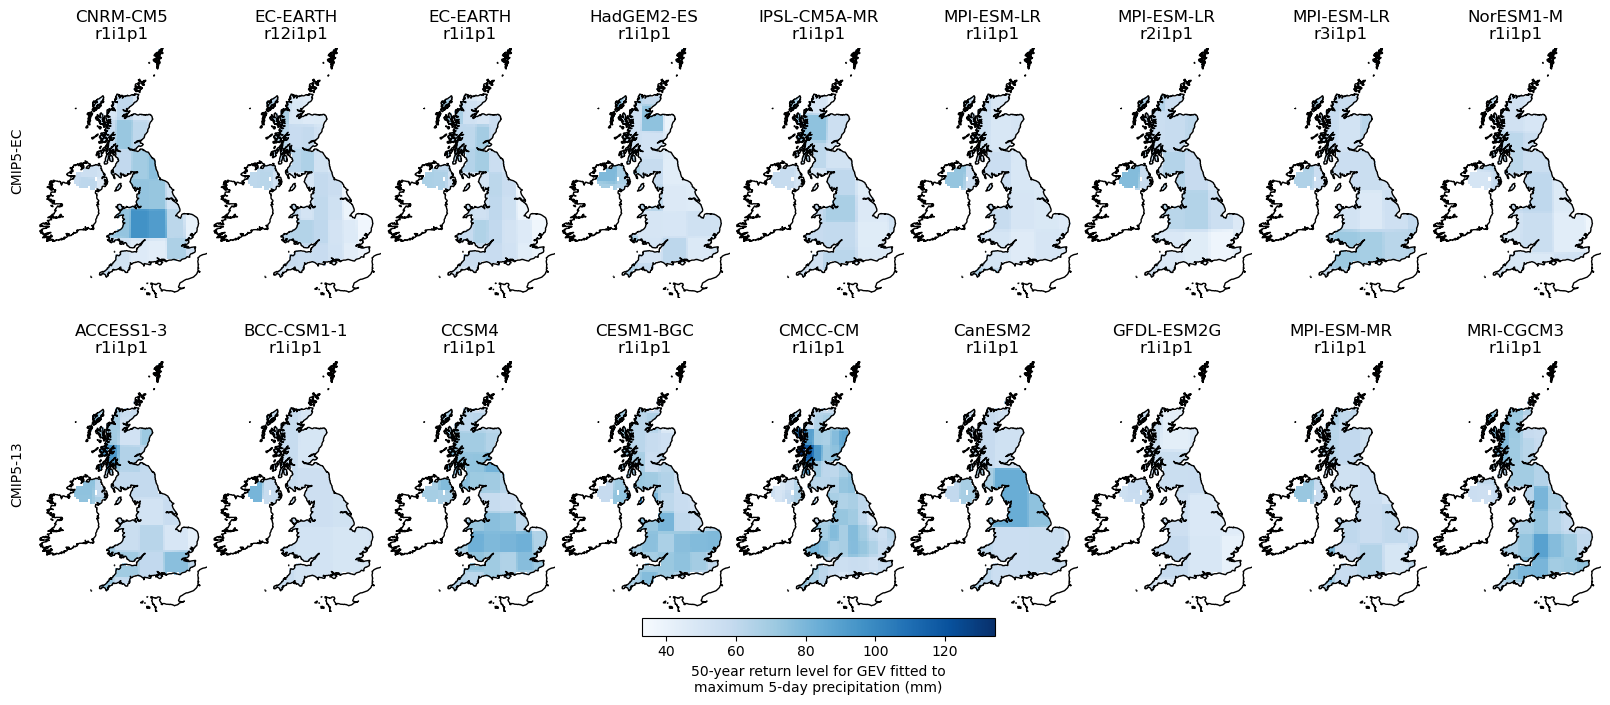 CNRM-CM5 EC-EARTH EC-EARTH HadGEM2-ES IPSL-CM5A-MR MPI-ESM-LR MPI-ESM-LR MPI-ESM-LR NorESM1-M
r1i1p1 r12i1p1 r1i1p1 r1i1p1 r1i1p1 r1i1p1 r2i1p1 r3i1p1 r1i1p1
CMIP5-EC
ACCESS1-3 BCC-CSM1-1 CCSM4 CESM1-BGC CMCC-CM CanESM2 GFDL-ESM2G MPI-ESM-MR MRI-CGCM3
r1i1p1 r1i1p1 r1i1p1 r1i1p1 r1i1p1 r1i1p1 r1i1p1 r1i1p1 r1i1p1
CMIP5-13
40 60 80 100 120
50-year return level for GEV fitted to
maximum 5-day precipitation (mm)